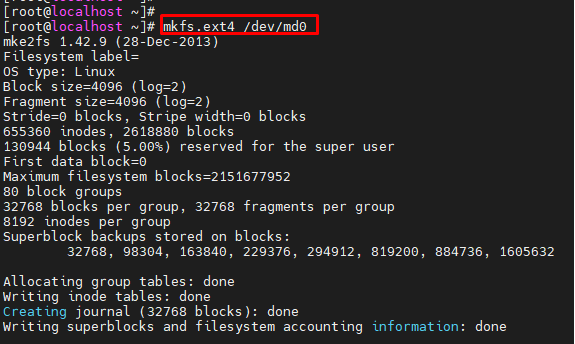 [root@localhost ~]#
[root@localhost ~]#
[root@localhost ~]# mkfs.ext4 /dev/md0
mke2fs 1.42.9 (28-Dec-2013)
Filesystem label=
OS type: Linux
Block size=4096 (log=2)
Fragment size=4096 (log=2)
Stride=0 blocks, Stripe width=0 blocks
655360 inodes, 2618880 blocks
130944 blocks (5.00%) reserved for the super user
First data block=0
Maximum filesystem blocks=2151677952
80 block groups
32768 blocks per group, 32768 fragments per group
8192 inodes per group
Superblock backups stored on blocks:
32768, 98304, 163840, 229376, 294912, 819200, 884736, 1605632
Allocating group tables: done
Writing inode tables: done
Creating journal (32768 blocks): done
Writing superblocks and filesystem accounting information: done